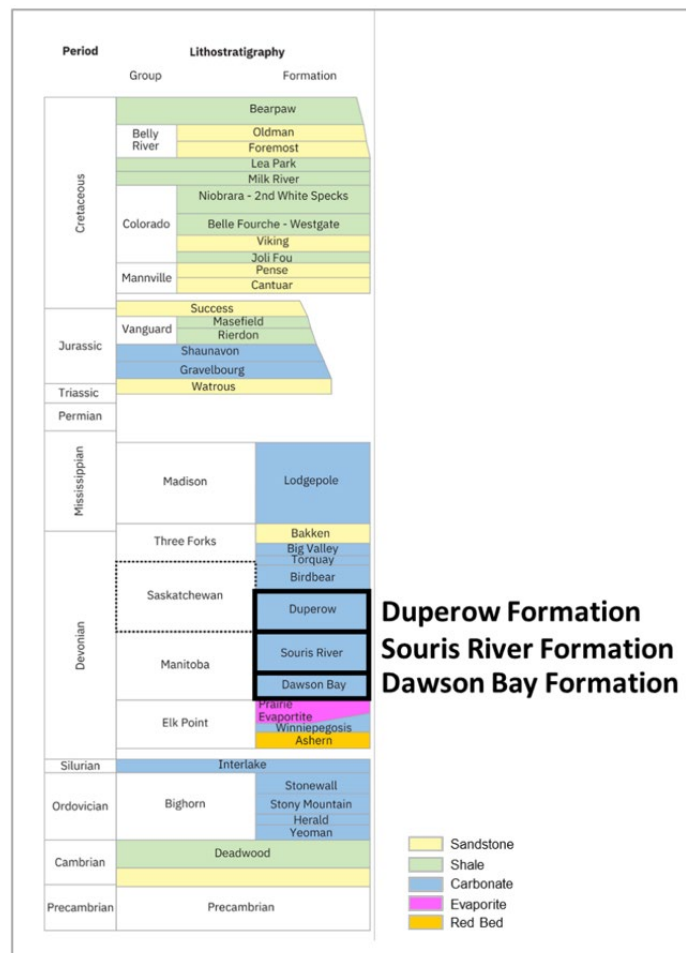 Period
Lithostratigraphy
Group
Formation
Cretaceous
Bearpaw
Belly
River
Oldman
Foremost
Lea Park
Milk River
Colorado
Niobrara - 2nd White Specks
Belle Fourche - Westgate
Viking
Joli Fou
Mannville
Pense
Cantuar
Jurassic
Success
Vanguard
Masefield
Rierdon
Shaunavon
Gravelbourg
Triassic
Watrous
Permian
Mississippian
Madison
Lodgepole
Devonian
Three Forks
Bakken
Big Valley
Torquay
Saskatchewan
Birdbear
Duperow
Duperow Formation
Manitoba
Souris River
Souris River Formation
Dawson Bay
Dawson Bay Formation
Elk Point
Prairie
Evaporite
Winniepegosis
Ashern
Silurian
Interlake
Ordovician
Bighorn
Stonewall
Stony Mountain
Herald
Yeoman
Cambrian
Deadwood
Precambrian
Precambrian
Sandstone
Shale
Carbonate
Evaporite
Red Bed